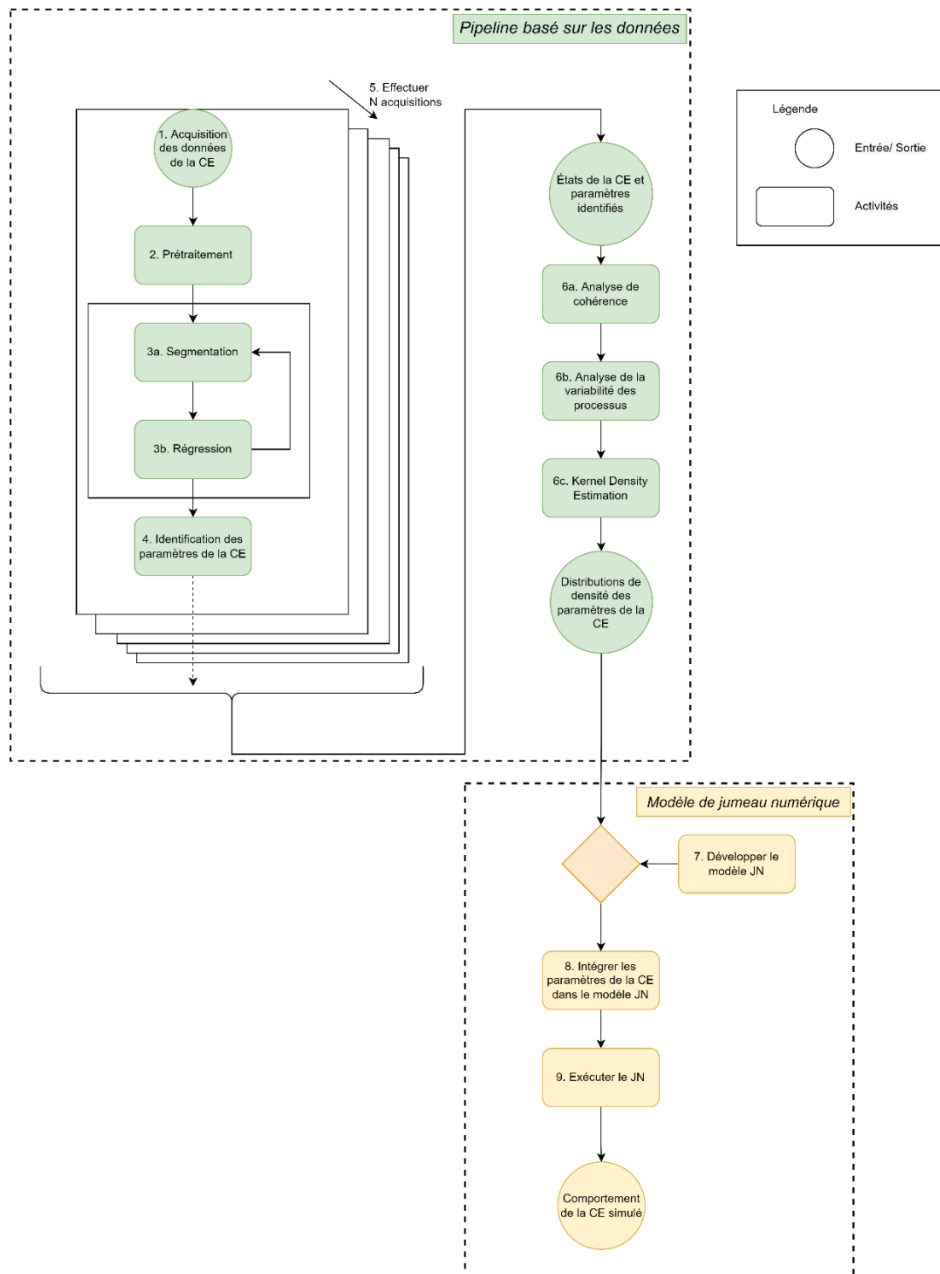 Pipeline basé sur les données
5. Effectuer
N acquisitions
1. Acquisition
des données
de la CE
2. Prétraitement
3a. Segmentation
3b. Régression
4. Identification des
paramètres de la CE
États de la CE et
paramètres
identifiés
6a. Analyse de
cohérence
6b. Analyse de la
variabilité des
processus
6c. Kernel Density
Estimation
Distributions de
densité des
paramètres de la
CE
Légende
Entrée/ Sortie
Activités
Modèle de jumeau numérique
7. Développer le
modèle JN
8. Intégrer les
paramètres de la CE
dans le modèle JN
9. Exécuter le JN
Comportement
de la CE simulé